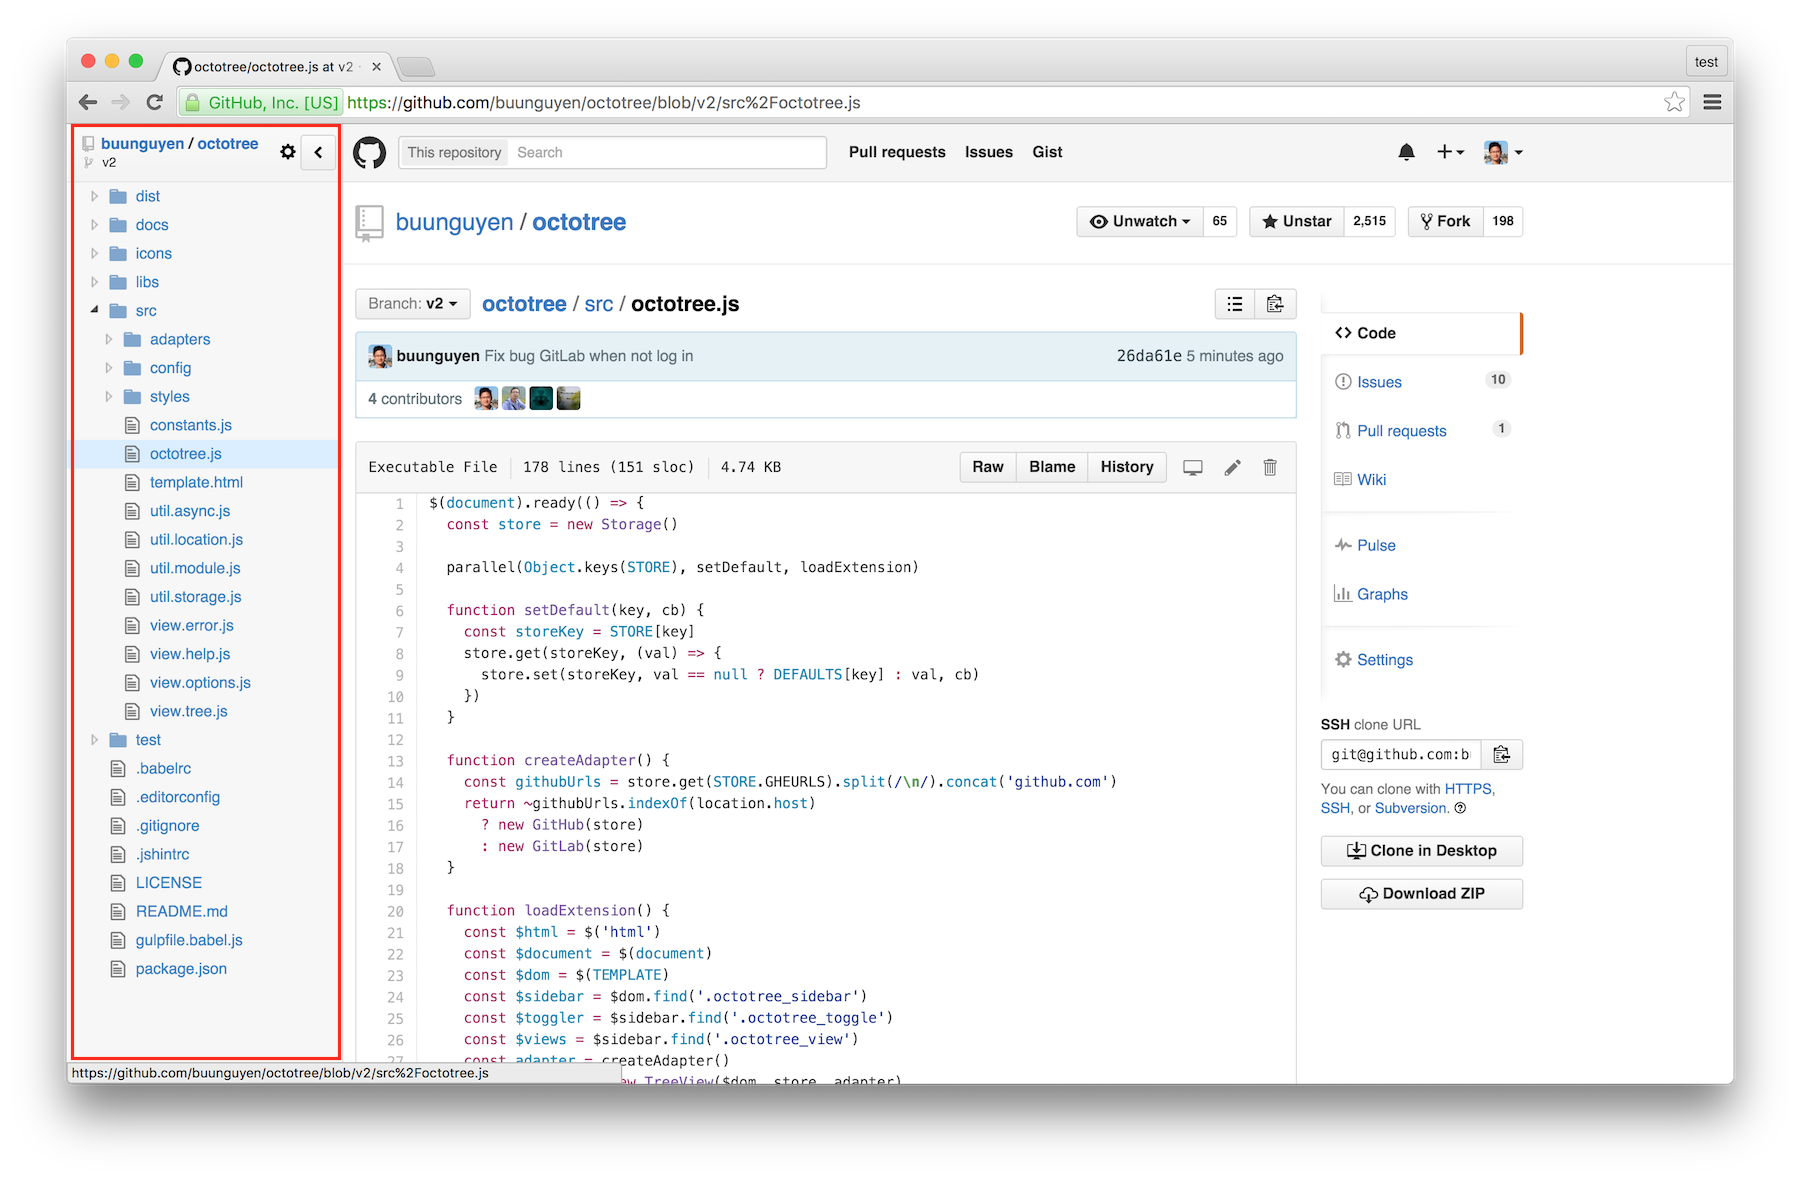 octotree/octotree.js at v2
test
GitHub, Inc. [US] https://github.com/buunguyen/octotree/blob/v2/src%2Foctotree.js
buunguyen / octotree
v2
dist
docs
icons
libs
src
adapters
config
styles
constants.js
octotree.js
template.html
util.async.js
util.location.js
util.module.js
util.storage.js
view.error.js
view.help.js
view.options.js
view.tree.js
test
.babelrc
.editorconfig
.gitignore
.jshintrc
LICENSE
README.md
gulpfile.babel.js
package.json
https://github.com/buunguyen/octotree/blob/v2/src%2Foctotree.js
This repository Search Pull requests Issues Gist
buunguyen / octotree
Unwatch 65 Unstar 2,515 Fork 198
Branch: v2 octotree / src / octotree.js
buunguyen Fix bug GitLab when not log in 26da61e 5 minutes ago
4 contributors
Executable File 178 lines (151 sloc) 4.74 KB Raw Blame History
1 $(document).ready(() => {
2 const store = new Storage()
3
4 parallel(Object.keys(STORE), setDefault, loadExtension)
5
6 function setDefault(key, cb) {
7 const storeKey = STORE[key]
8 store.get(storeKey, (val) => {
9 store.set(storeKey, val == null ? DEFAULTS[key] : val, cb)
10 })
11 }
12
13 function createAdapter() {
14 const githubUrls = store.get(STORE.GHEURLS).split(/\n/).concat('github.com')
15 return ~githubUrls.indexOf(location.host)
16 ? new GitHub(store)
17 : new GitLab(store)
18 }
19
20 function loadExtension() {
21 const $html = $('html')
22 const $document = $(document)
23 const $dom = $(TEMPLATE)
24 const $sidebar = $dom.find('.octotree_sidebar')
25 const $toggler = $sidebar.find('.octotree_toggle')
26 const $views = $sidebar.find('.octotree_view')
27 const adapter = createAdapter()
TreeView($dom, store, adapter)
Code
Issues 10
Pull requests 1
Wiki
Pulse
Graphs
Settings
SSH clone URL
git@github.com:b
You can clone with HTTPS,
SSH, or Subversion.
Clone in Desktop
Download ZIP